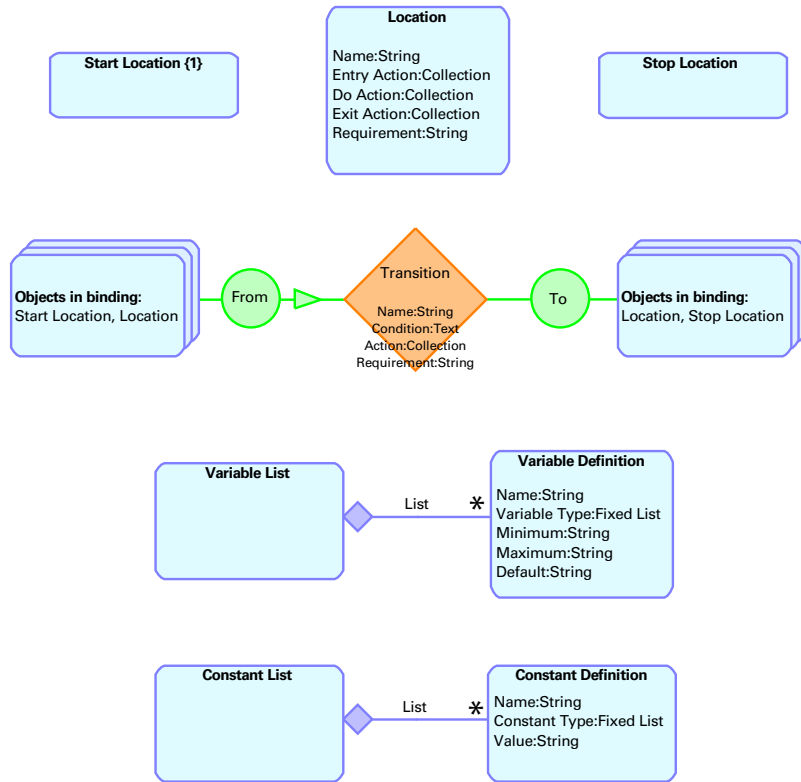 Location
Name:String
Entry Action:Collection
Do Action:Collection
Exit Action:Collection
Requirement:String
Start Location {1}
Stop Location
Objects in binding:
Start Location, Location
From
Transition
Name:String
Condition:Text
Action:Collection
Requirement:String
To
Objects in binding:
Location, Stop Location
Variable List
List
*
Variable Definition
Name:String
Variable Type:Fixed List
Minimum:String
Maximum:String
Default:String
Constant List
List
*
Constant Definition
Name:String
Constant Type:Fixed List
Value:String